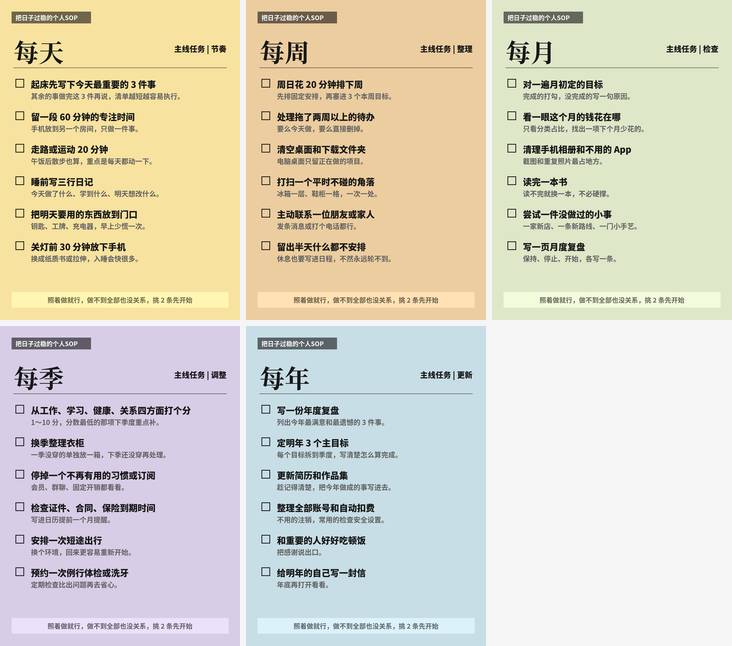 把日子过稳的个人SOP
每天
主线任务 | 节奏
起床先写下今天最重要的 3 件事
其余的事做完这 3 件再说，清单越短越容易执行。
留一段 60 分钟的专注时间
手机放到另一个房间，只做一件事。
走路或运动 20 分钟
午饭后散步也算，重点是每天都动一下。
睡前写三行日记
今天做了什么、学到什么、明天想改什么。
把明天要用的东西放到门口
钥匙、工牌、充电器，早上少慌一次。
关灯前 30 分钟放下手机
换成纸质书或拉伸，入睡会快很多。
照着做就行，做不到全部也没关系，挑 2 条先开始
把日子过稳的个人SOP
每周
主线任务 | 整理
周日花 20 分钟排下周
先排固定安排，再塞进 3 个本周目标。
处理拖了两周以上的待办
要么今天做，要么直接删掉。
清空桌面和下载文件夹
电脑桌面只留正在做的项目。
打扫一个平时不碰的角落
冰箱一层、鞋柜一格，一次一处。
主动联系一位朋友或家人
发条消息或打个电话都行。
留出半天什么都不安排
休息也要写进日程，不然永远轮不到。
照着做就行，做不到全部也没关系，挑 2 条先开始
把日子过稳的个人SOP
每月
主线任务 | 检查
对一遍月初定的目标
完成的打勾，没完成的写一句原因。
看一眼这个月的钱花在哪
只看分类占比，找出一项下个月少花的。
清理手机相册和不用的 App
截图和重复照片最占地方。
读完一本书
读不完就换一本，不必硬撑。
尝试一件没做过的小事
一家新店、一条新路线、一门小手艺。
写一页月度复盘
保持、停止、开始，各写一条。
照着做就行，做不到全部也没关系，挑 2 条先开始
把日子过稳的个人SOP
每季
主线任务 | 调整
从工作、学习、健康、关系四方面打个分
1～10 分，分数最低的那项下季度重点补。
换季整理衣柜
一季没穿的单独放一箱，下季还没穿再处理。
停掉一个不再有用的习惯或订阅
会员、群聊、固定开销都看看。
检查证件、合同、保险到期时间
写进日历提前一个月提醒。
安排一次短途出行
换个环境，回来更容易重新开始。
预约一次例行体检或洗牙
定期检查比出问题再去省心。
照着做就行，做不到全部也没关系，挑 2 条先开始
把日子过稳的个人SOP
每年
主线任务 | 更新
写一份年度复盘
列出今年最满意和最遗憾的 3 件事。
定明年 3 个主目标
每个目标拆到季度，写清楚怎么算完成。
更新简历和作品集
趁记得清楚，把今年做成的事写进去。
整理全部账号和自动扣费
不用的注销，常用的检查安全设置。
和重要的人好好吃顿饭
把感谢说出口。
给明年的自己写一封信
年底再打开看看。
照着做就行，做不到全部也没关系，挑 2 条先开始